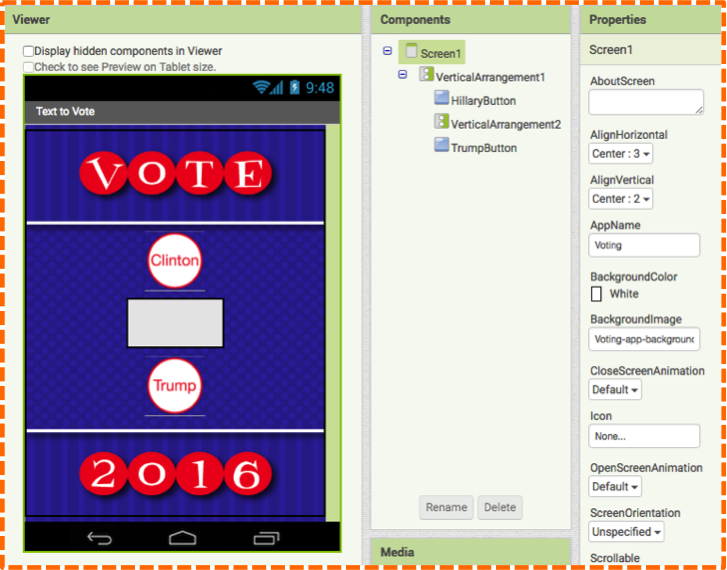 Viewer
Display hidden components in Viewer
Check to see Preview on Tablet size.
9:48
Text to Vote
VOTE
Clinton
Trump
2016
Components
Screen1
VerticalArrangement1
HillaryButton
VerticalArrangement2
TrumpButton
Rename Delete
Media
Properties
Screen1
AboutScreen
AlignHorizontal
Center : 3
AlignVertical
Center : 2
AppName
Voting
BackgroundColor
White
BackgroundImage
Voting-app-background
CloseScreenAnimation
Default
Icon
None...
OpenScreenAnimation
Default
ScreenOrientation
Unspecified
Scrollable